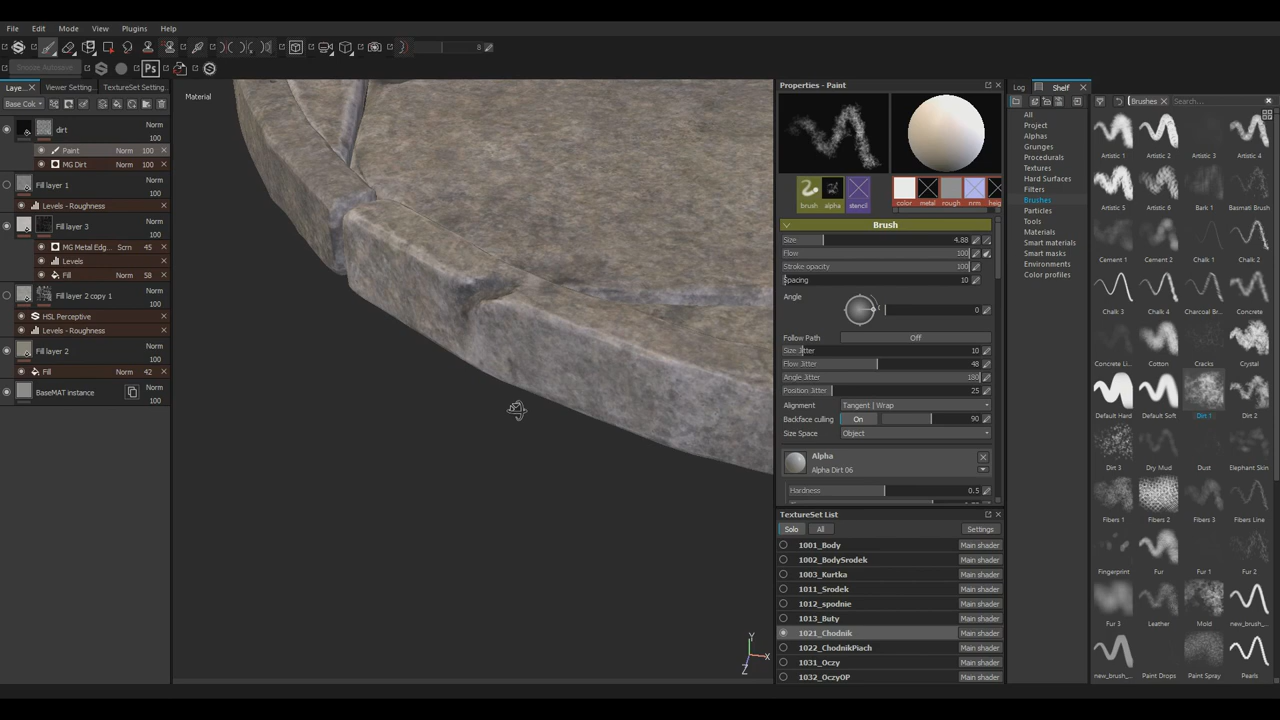 File Edit Mode View Plugins Help
8
Ps
Laye... Viewer Setting... TextureSet Setting...
Base Colo
dirt Norm 100
Paint Norm 100
MG Dirt Norm 100
Fill layer 1 Norm 100
Levels - Roughness
Fill layer 3 Norm 100
MG Metal Edg... Scrn 45
Levels
Fill Norm 58
Fill layer 2 copy 1 Norm 100
HSL Perceptive
Levels - Roughness
Fill layer 2 Norm 100
Fill Norm 42
BaseMAT instance Norm 100
Material
Y
X
Z
Properties - Paint
brush alpha stencil color metal rough nrm heig
Brush
Size 4.88
Flow 100
Stroke opacity 100
Spacing 10
Angle
0
Follow Path Off
Size Jitter 10
Flow Jitter 48
Angle Jitter 180
Position Jitter 25
Alignment Tangent | Wrap
Backface culling On 90
Size Space Object
Alpha
Alpha Dirt 06
Hardness 0.5
TextureSet List
Solo All Settings
1001_Body Main shader
1002_BodySrodek Main shader
1003_Kurtka Main shader
1011_Srodek Main shader
1012_spodnie Main shader
1013_Buty Main shader
1021_Chodnik Main shader
1022_ChodnikPiach Main shader
1031_Oczy Main shader
1032_OczyOP Main shader
Log Shelf
Brushes Search...
All
Project
Alphas
Grunges
Procedurals
Textures
Hard Surfaces
Filters
Brushes
Particles
Tools
Materials
Smart materials
Smart masks
Environments
Color profiles
Artistic 1 Artistic 2 Artistic 3 Artistic 4
Artistic 5 Artistic 6 Bark 1 Basmati Brush
Cement 1 Cement 2 Chalk 1 Chalk 2
Chalk 3 Chalk 4 Charcoal Br... Concrete
Concrete Li... Cotton Cracks Crystal
Default Hard Default Soft Dirt 1 Dirt 2
Dirt 3 Dry Mud Dust Elephant Skin
Fibers 1 Fibers 2 Fibers 3 Fibers Line
Fingerprint Fur Fur 1 Fur 2
Fur 3 Leather Mold new_brush_...
new_brush_... Paint Drops Paint Spray Pearls